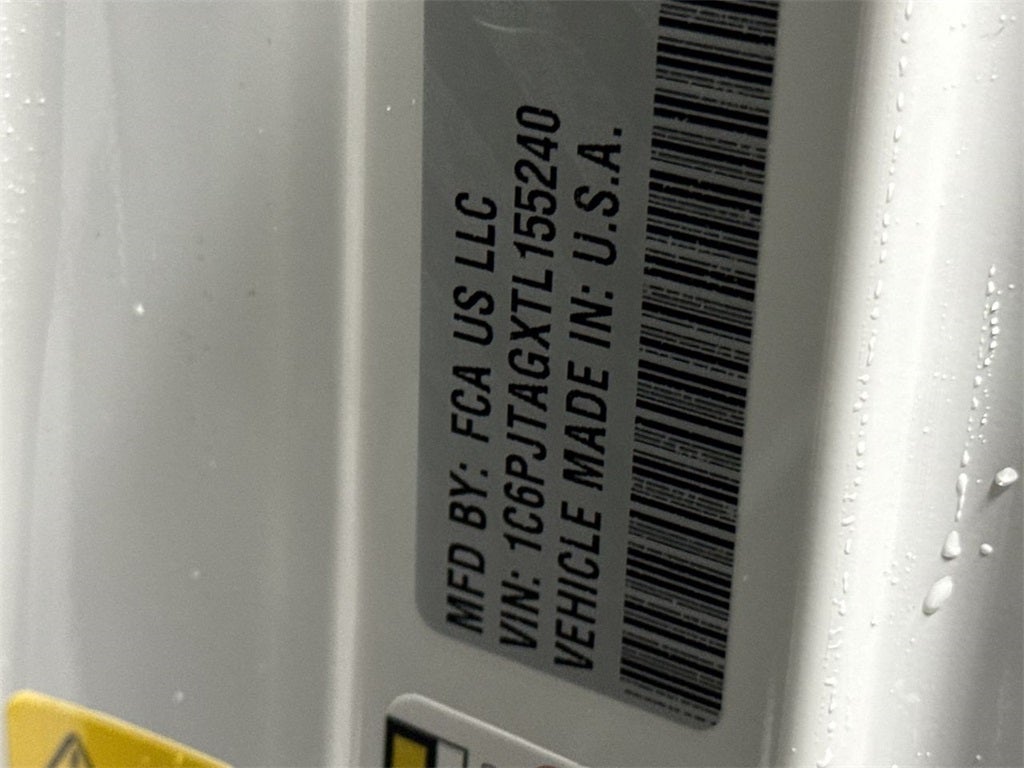 MFD BY: FCA US LLC
VIN: 1C6PJTAGXTL155240
VEHICLE MADE IN: U.S.A.